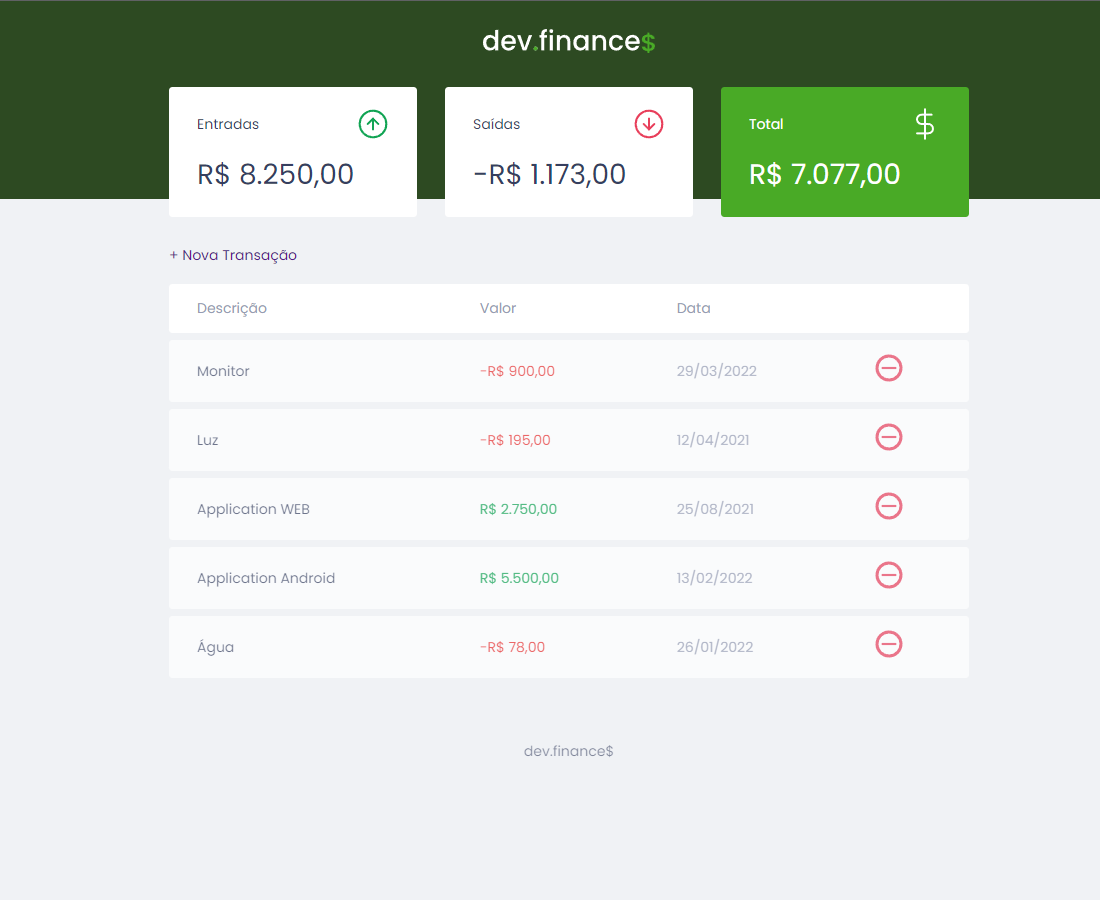 dev.finance$
Entradas
R$ 8.250,00
Saídas
-R$ 1.173,00
Total
$
R$ 7.077,00
+ Nova Transação
Descrição Valor Data
Monitor -R$ 900,00 29/03/2022
Luz -R$ 195,00 12/04/2021
Application WEB R$ 2.750,00 25/08/2021
Application Android R$ 5.500,00 13/02/2022
Água -R$ 78,00 26/01/2022
dev.finance$